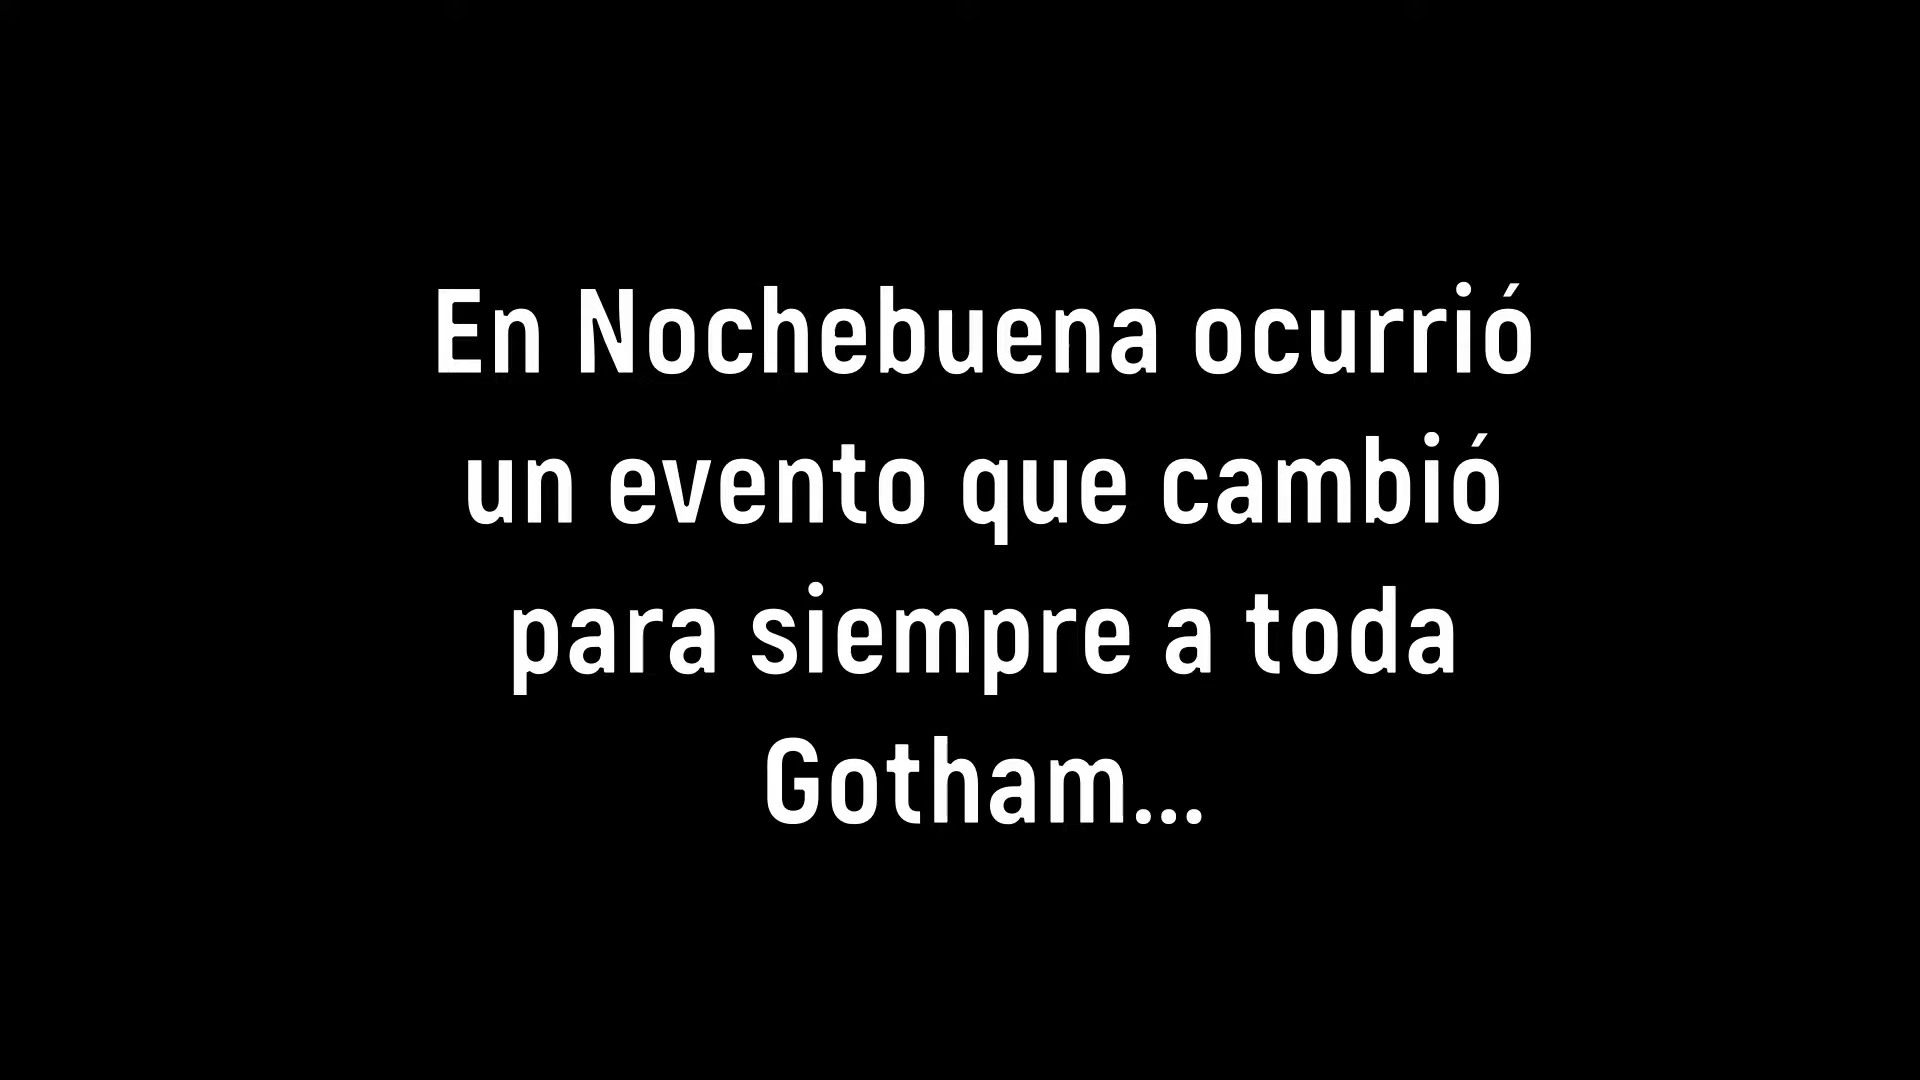 En Nochebuena ocurrió
un evento que cambió
para siempre a toda
Gotham...